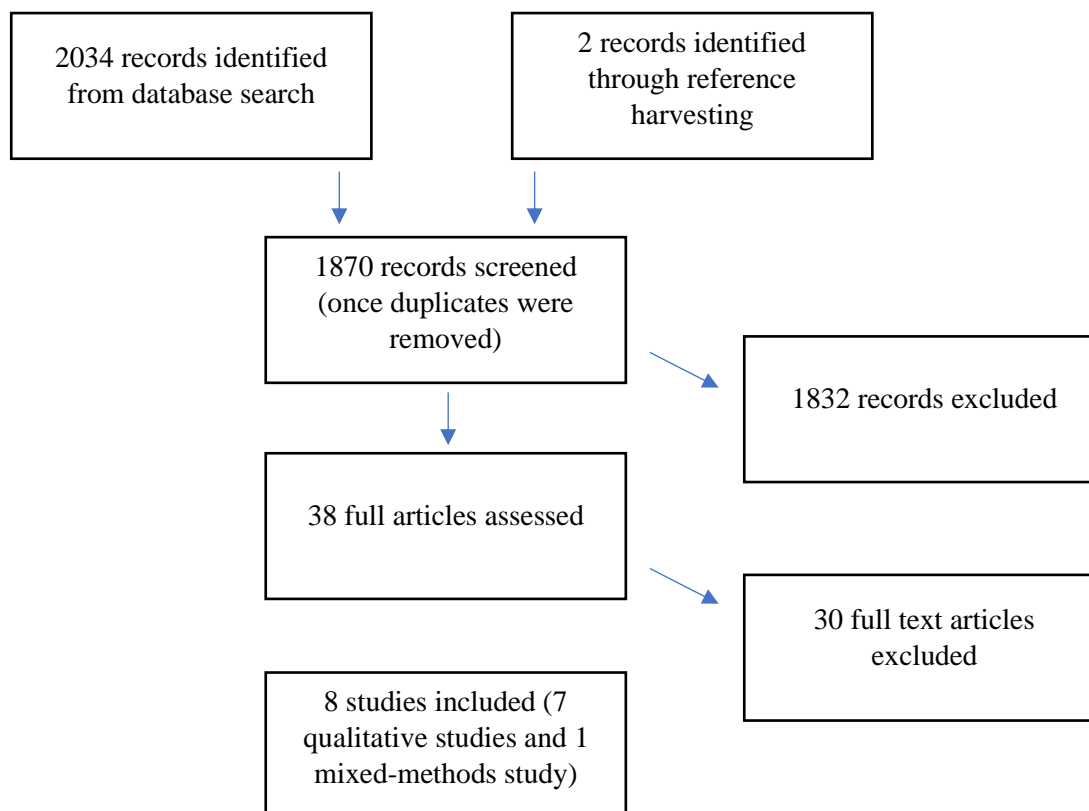 2034 records identified
from database search
2 records identified
through reference
harvesting
1870 records screened
(once duplicates were
removed)
1832 records excluded
38 full articles assessed
30 full text articles
excluded
8 studies included (7
qualitative studies and 1
mixed-methods study)